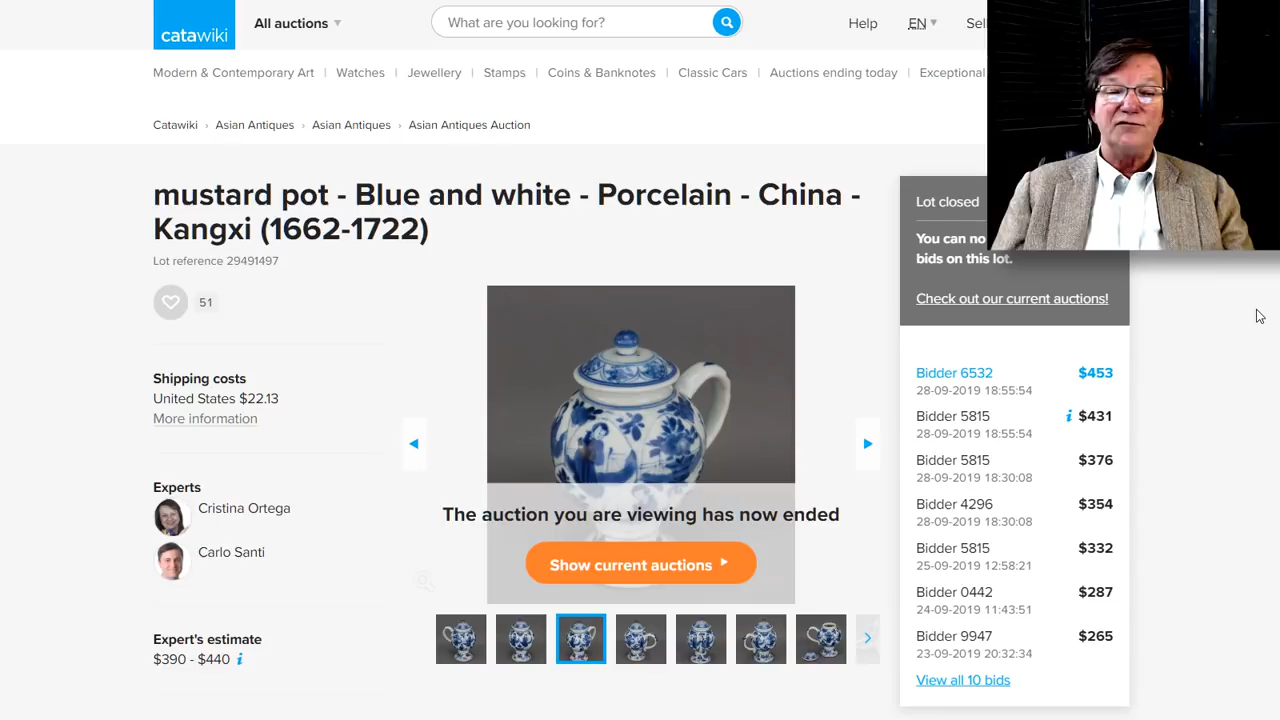 catawiki
All auctions
What are you looking for?
Help
EN
Sel
Modern & Contemporary Art | Watches | Jewellery | Stamps | Coins & Banknotes | Classic Cars | Auctions ending today | Exceptional
Catawiki › Asian Antiques › Asian Antiques › Asian Antiques Auction
mustard pot - Blue and white - Porcelain - China -
Kangxi (1662-1722)
Lot reference 29491497
51
Shipping costs
United States $22.13
More information
Experts
Cristina Ortega
Carlo Santi
Expert's estimate
$390 - $440 i
The auction you are viewing has now ended
Show current auctions
Lot closed
You can no
bids on this lot.
Check out our current auctions!
Bidder 6532 $453
28-09-2019 18:55:54
Bidder 5815 i $431
28-09-2019 18:55:54
Bidder 5815 $376
28-09-2019 18:30:08
Bidder 4296 $354
28-09-2019 18:30:08
Bidder 5815 $332
25-09-2019 12:58:21
Bidder 0442 $287
24-09-2019 11:43:51
Bidder 9947 $265
23-09-2019 20:32:34
View all 10 bids